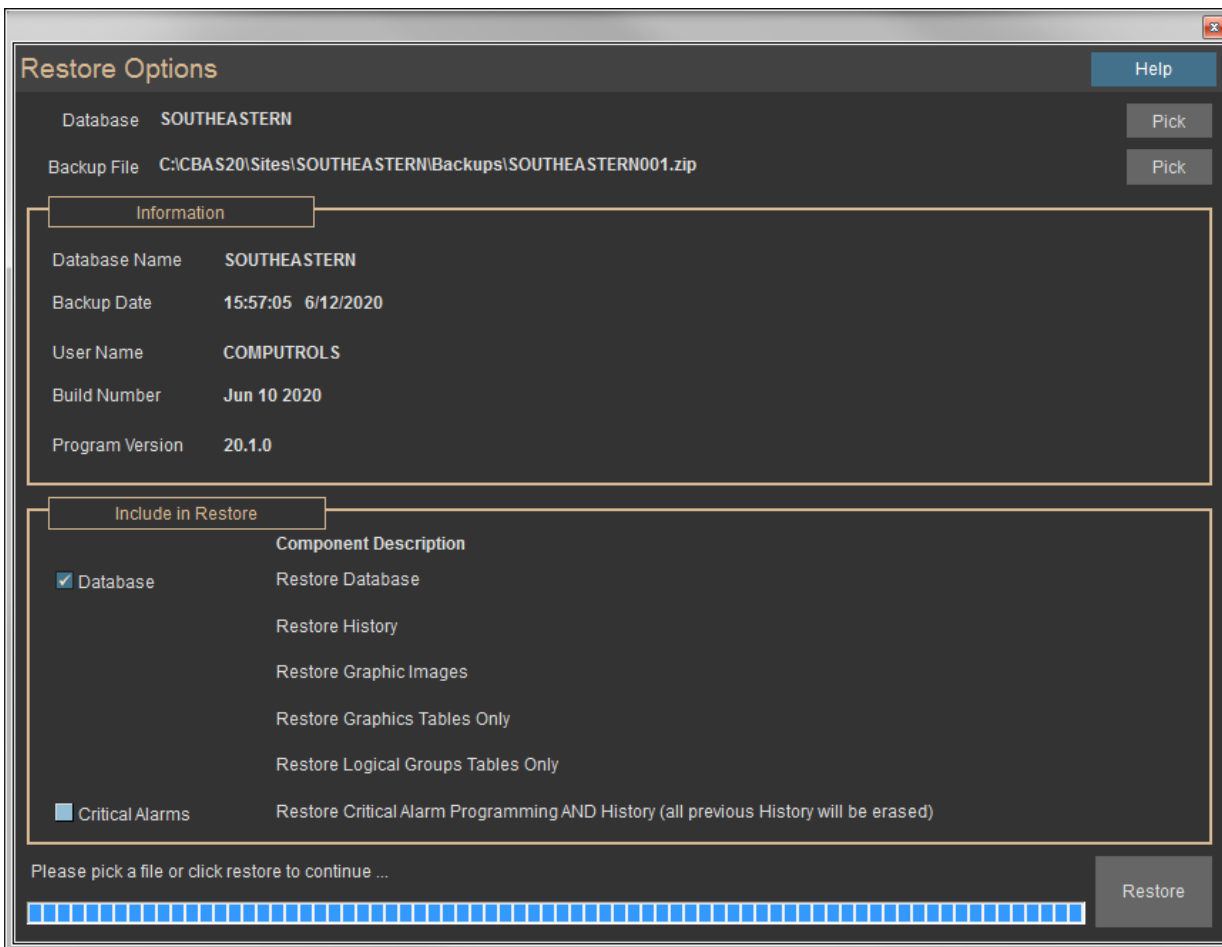 Restore Options
Help
Database SOUTHEASTERN
Pick
Backup File C:\CBAS20\Sites\SOUTHEASTERN\Backups\SOUTHEASTERN001.zip
Pick
Information
Database Name SOUTHEASTERN
Backup Date 15:57:05 6/12/2020
User Name COMPUTROLS
Build Number Jun 10 2020
Program Version 20.1.0
Include in Restore
Component Description
Database Restore Database
Restore History
Restore Graphic Images
Restore Graphics Tables Only
Restore Logical Groups Tables Only
Critical Alarms Restore Critical Alarm Programming AND History (all previous History will be erased)
Please pick a file or click restore to continue ...
Restore